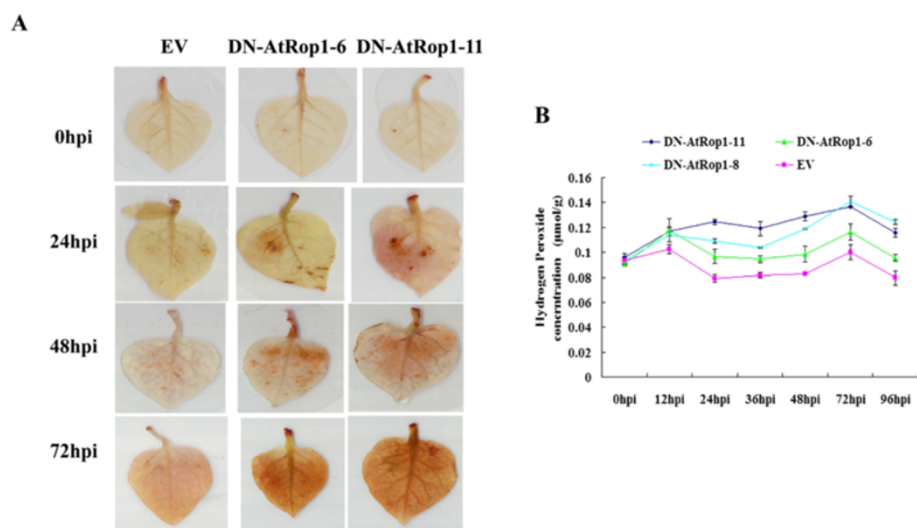 A
EV DN-AtRop1-6 DN-AtRop1-11
0hpi
24hpi
48hpi
72hpi
B
DN-AtRop1-11 DN-AtRop1-6
DN-AtRop1-8 EV
Hydrogen Peroxide
concrntration (μmol/g)
0.16
0.14
0.12
0.1
0.08
0.06
0.04
0.02
0
0hpi 12hpi 24hpi 36hpi 48hpi 72hpi 96hpi